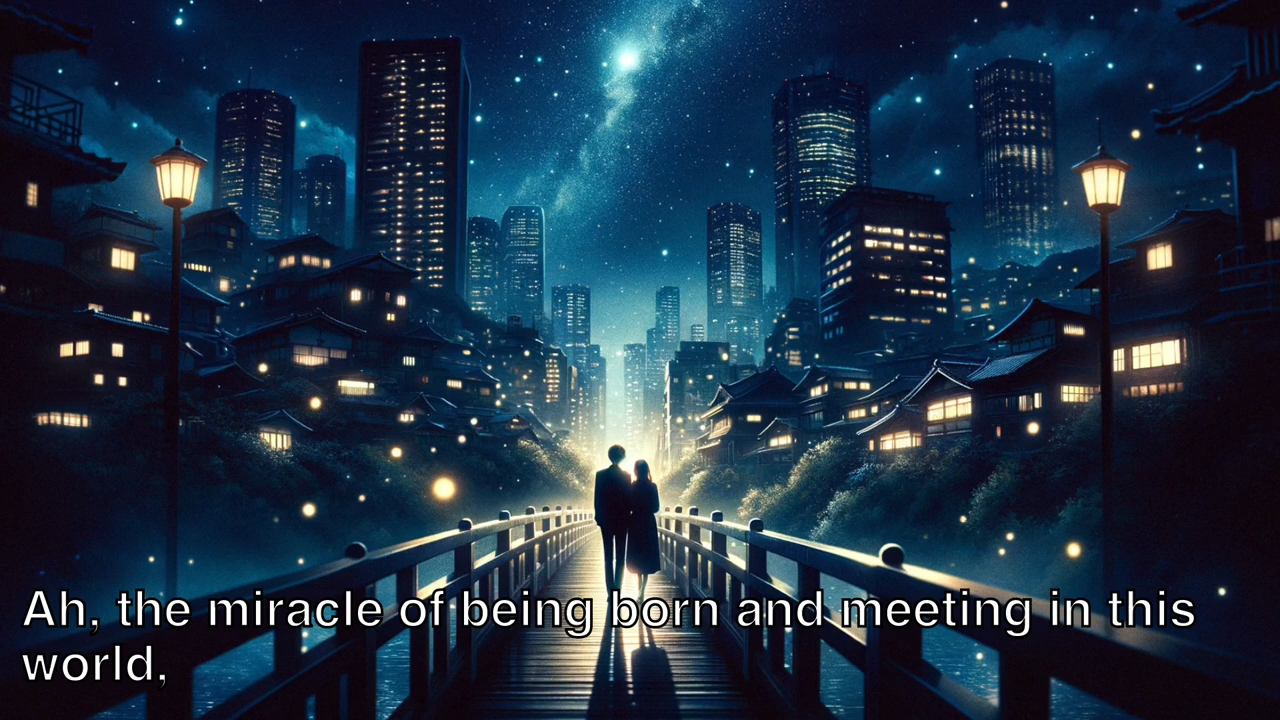 Ah, the miracle of being born and meeting in this
world,